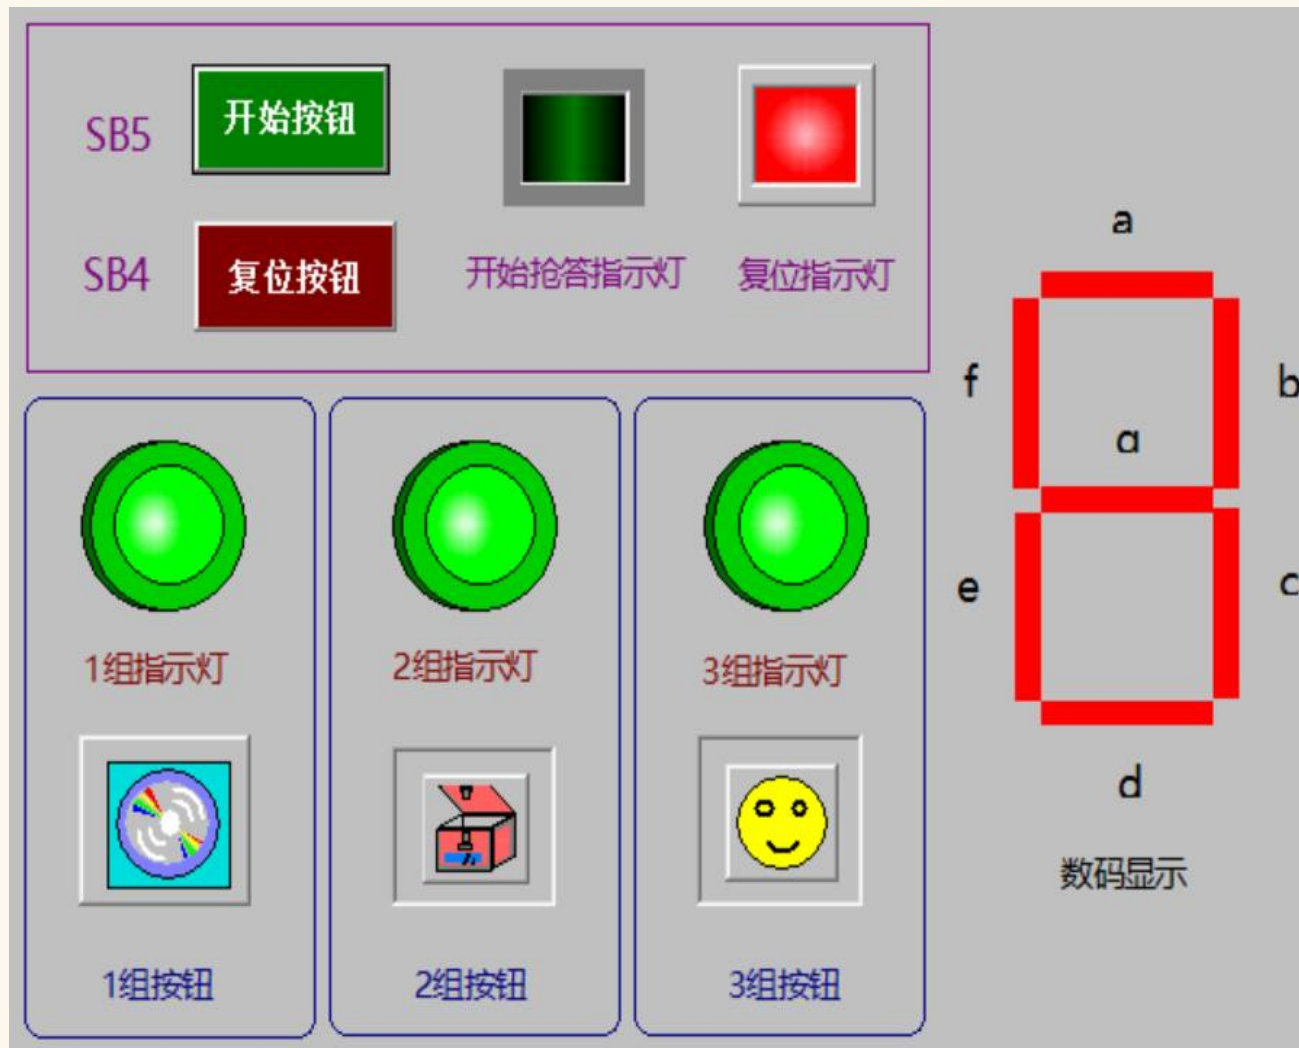 SB5
开始按钮
SB4
复位按钮
开始抢答指示灯
复位指示灯
1组指示灯
2组指示灯
3组指示灯
1组按钮
2组按钮
3组按钮
a
f
b
g
e
c
d
数码显示